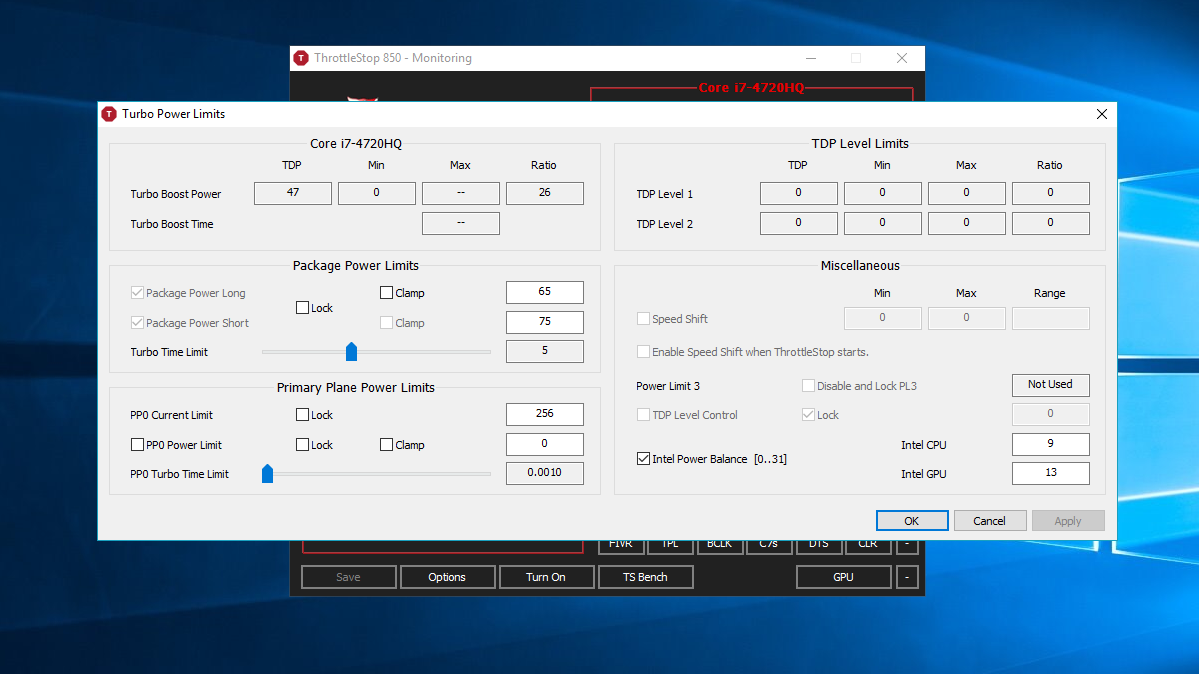 ThrottleStop 850 - Monitoring
Core i7-4720HQ
Turbo Power Limits
Core i7-4720HQ
TDP Min Max Ratio
Turbo Boost Power 47 0 -- 26
Turbo Boost Time --
Package Power Limits
Package Power Long Clamp 65
Lock
Package Power Short Clamp 75
Turbo Time Limit 5
Primary Plane Power Limits
PP0 Current Limit Lock 256
PP0 Power Limit Lock Clamp 0
PP0 Turbo Time Limit 0.0010
TDP Level Limits
TDP Min Max Ratio
TDP Level 1 0 0 0 0
TDP Level 2 0 0 0 0
Miscellaneous
Min Max Range
Speed Shift 0 0
Enable Speed Shift when ThrottleStop starts.
Power Limit 3 Disable and Lock PL3 Not Used
TDP Level Control Lock 0
Intel CPU 9
Intel Power Balance [0..31]
Intel GPU 13
OK Cancel Apply
FIVR TPL BCLK C7s DTS CLR -
Save Options Turn On TS Bench GPU -